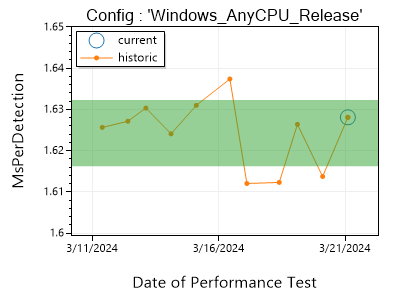 Config : 'Windows_AnyCPU_Release'
current
historic
MsPerDetection
1.65
1.64
1.63
1.62
1.61
1.6
3/11/2024
3/16/2024
3/21/2024
Date of Performance Test